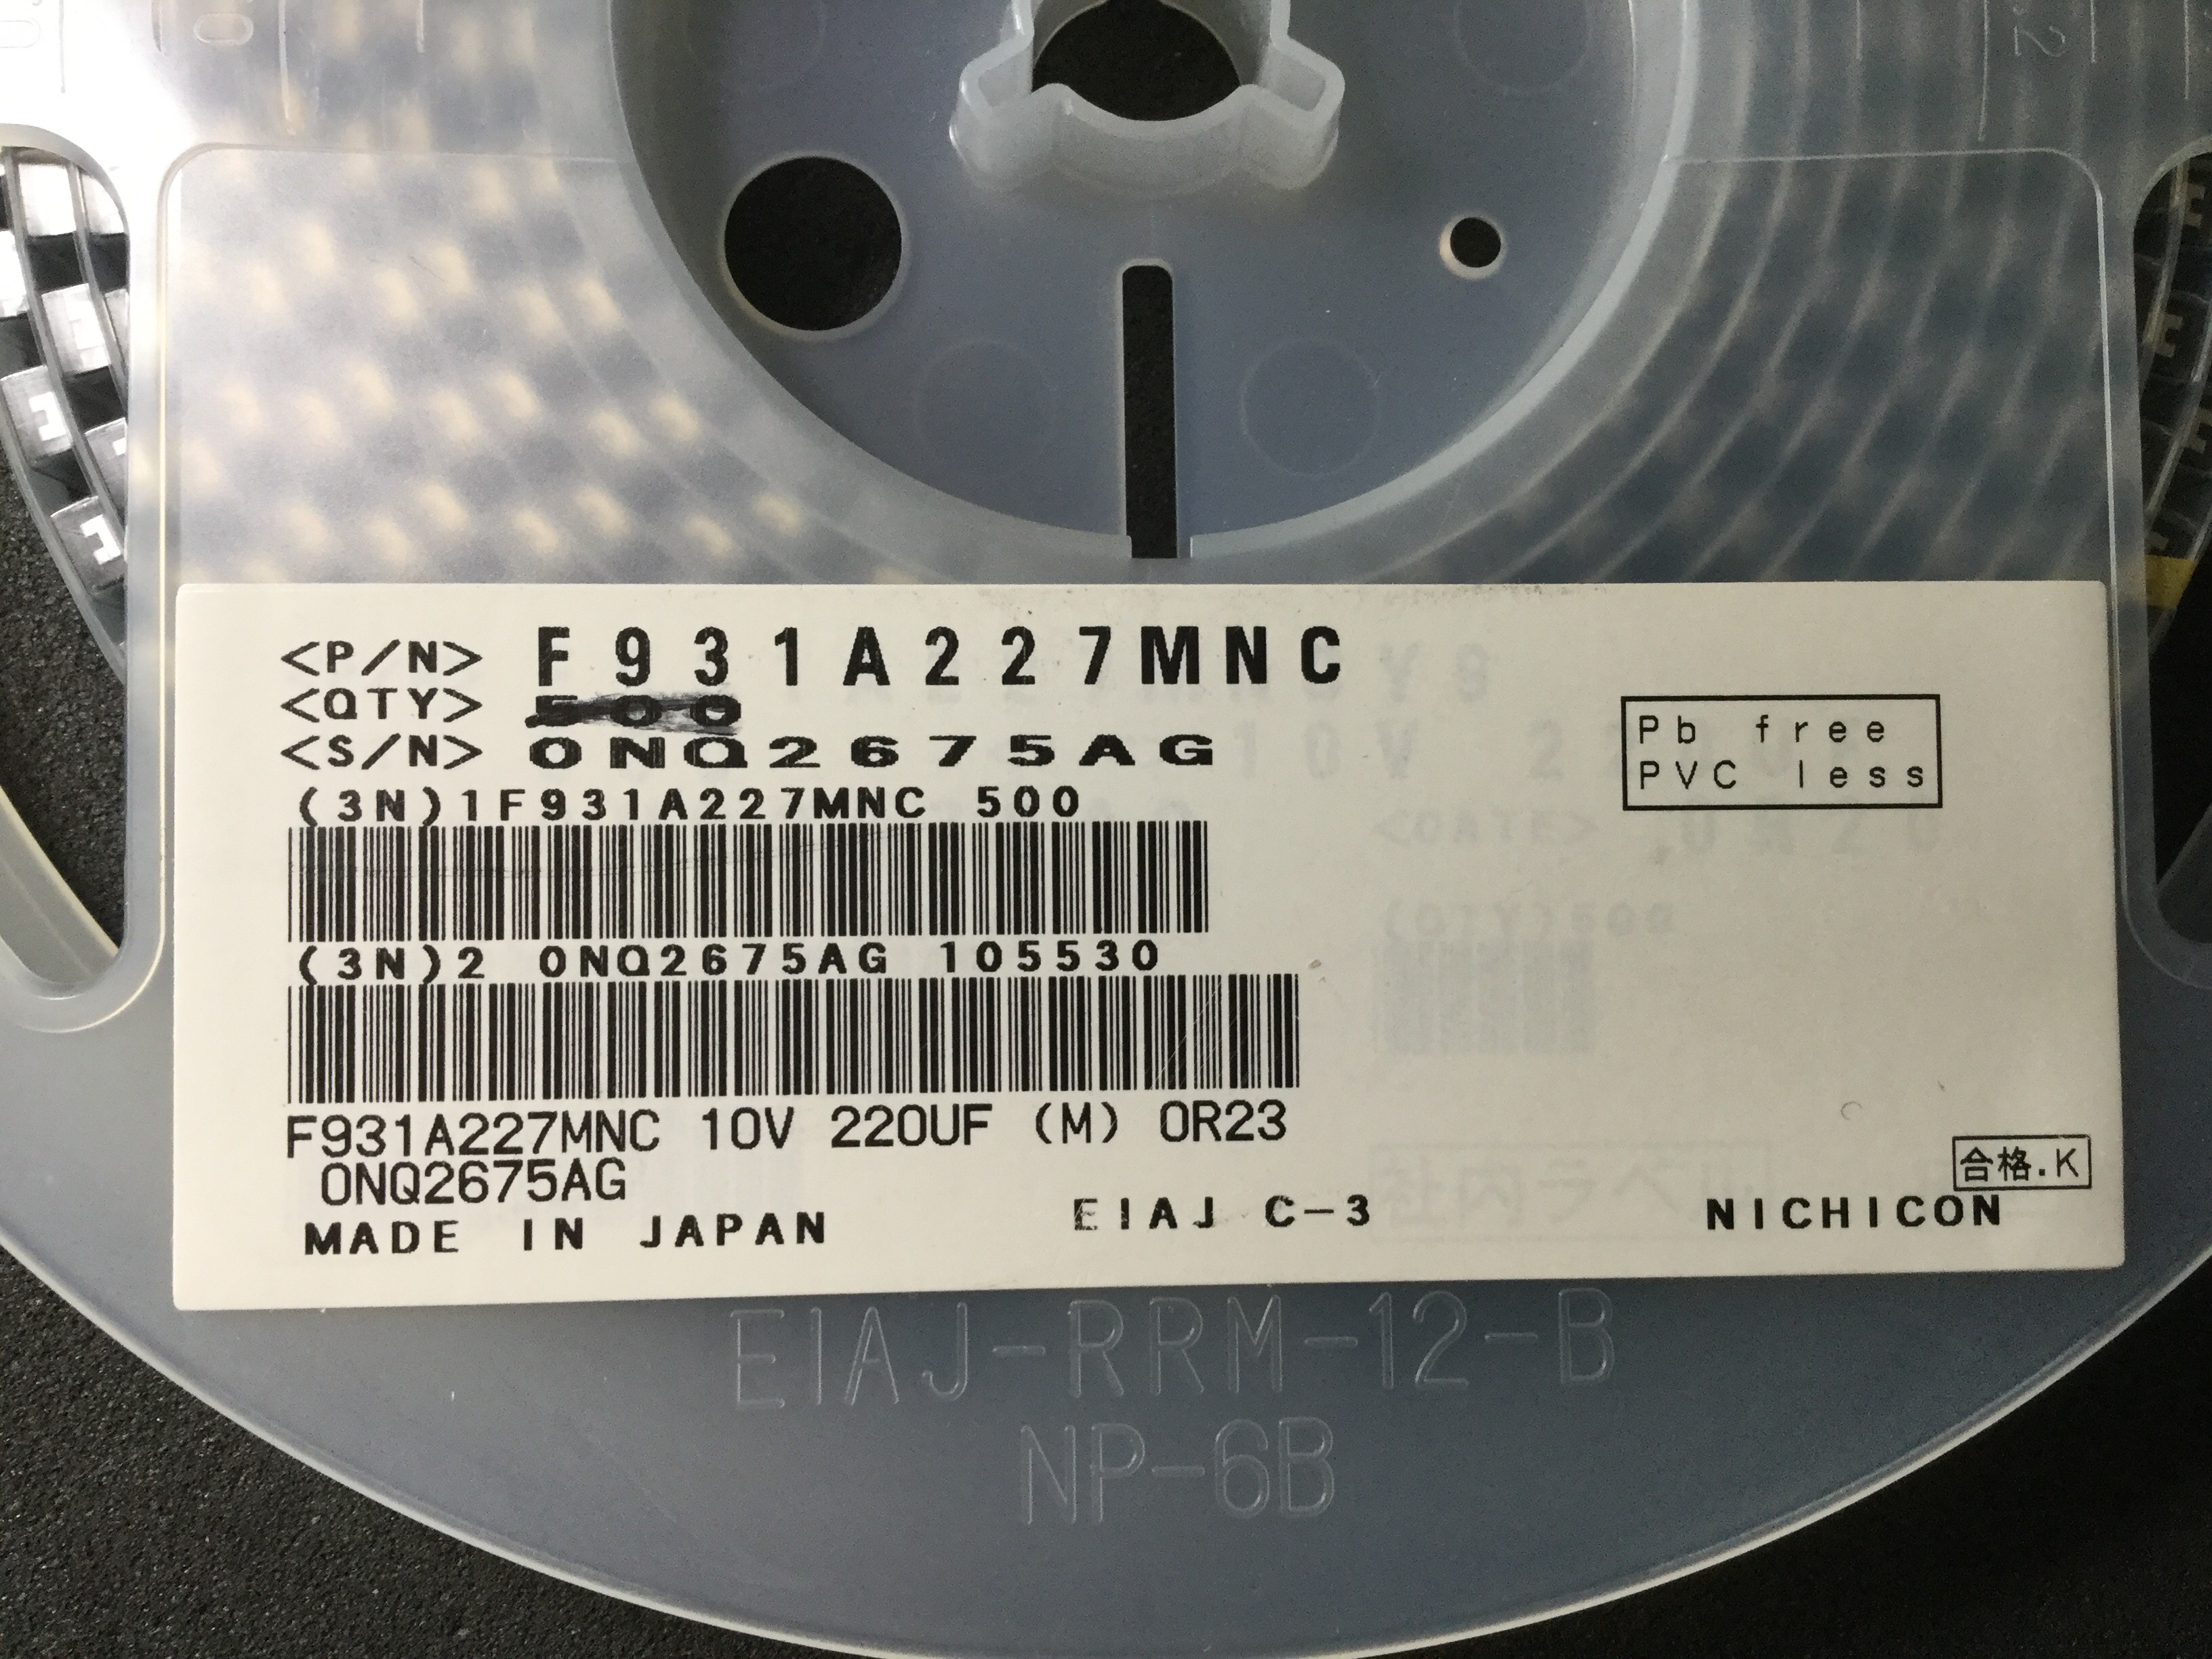 <P/N> F931A227MNC
<QTY> 500
<S/N> 0NQ2675AG
Pb free
PVC less
(3N)1F931A227MNC 500
(3N)2 0NQ2675AG 105530
F931A227MNC 10V 220UF (M) 0R23
0NQ2675AG
合格.K
MADE IN JAPAN EIAJ C-3 NICHICON
EIAJ-RRM-12-B
NP-6B